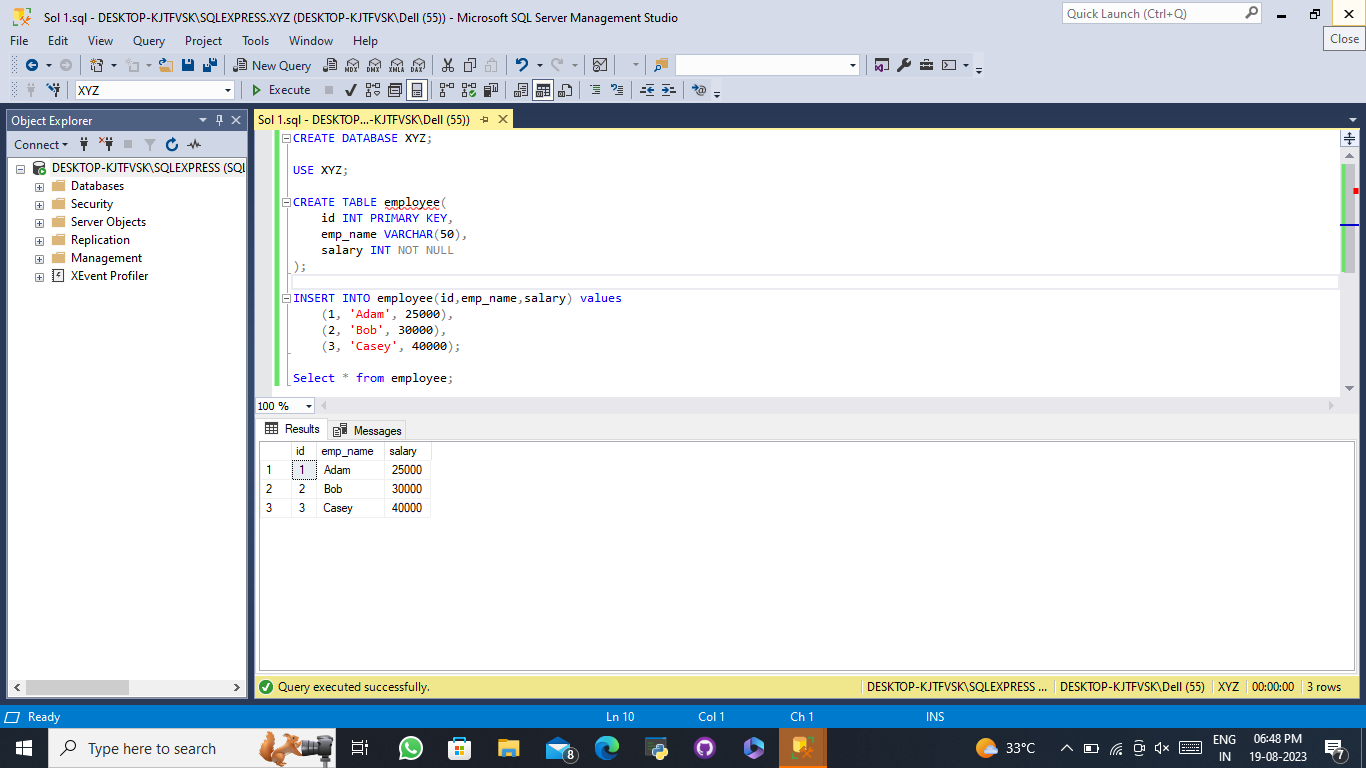 Sol 1.sql - DESKTOP-KJTFVSK\SQLEXPRESS.XYZ (DESKTOP-KJTFVSK\Dell (55)) - Microsoft SQL Server Management Studio
Quick Launch (Ctrl+Q)
File Edit View Query Project Tools Window Help
Close
New Query MDX DMX XMLA DAX
XYZ Execute
Object Explorer
Sol 1.sql - DESKTOP...-KJTFVSK\Dell (55))
Connect
DESKTOP-KJTFVSK\SQLEXPRESS (SQL
Databases
Security
Server Objects
Replication
Management
XEvent Profiler
CREATE DATABASE XYZ;
USE XYZ;
CREATE TABLE employee(
id INT PRIMARY KEY,
emp_name VARCHAR(50),
salary INT NOT NULL
);
INSERT INTO employee(id,emp_name,salary) values
(1, 'Adam', 25000),
(2, 'Bob', 30000),
(3, 'Casey', 40000);
Select * from employee;
100 %
Results Messages
id emp_name salary
1 1 Adam 25000
2 2 Bob 30000
3 3 Casey 40000
Query executed successfully. DESKTOP-KJTFVSK\SQLEXPRESS ... DESKTOP-KJTFVSK\Dell (55) XYZ 00:00:00 3 rows
Ready Ln 10 Col 1 Ch 1 INS
Type here to search 8 33°C ENG 06:48 PM
IN 19-08-2023 7